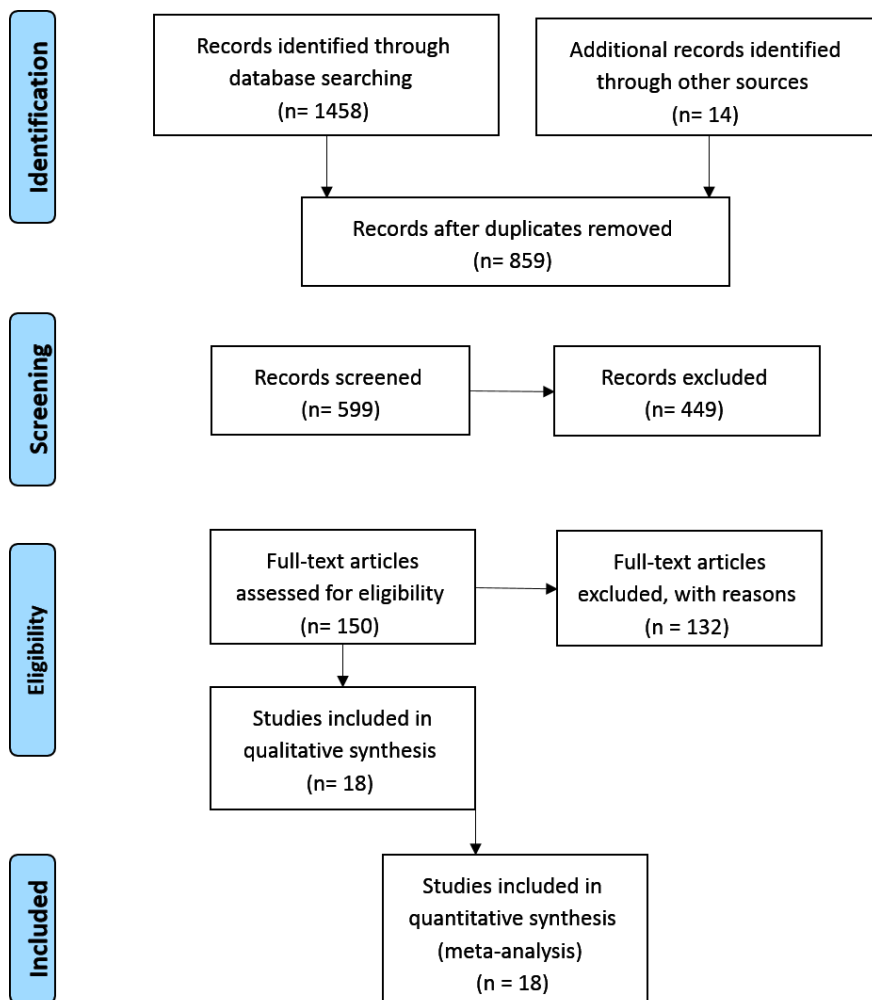 Identification
Records identified through
database searching
(n= 1458)
Additional records identified
through other sources
(n= 14)
Records after duplicates removed
(n= 859)
Screening
Records screened
(n= 599)
Records excluded
(n= 449)
Eligibility
Full-text articles
assessed for eligibility
(n= 150)
Full-text articles
excluded, with reasons
(n = 132)
Studies included in
qualitative synthesis
(n= 18)
Included
Studies included in
quantitative synthesis
(meta-analysis)
(n = 18)